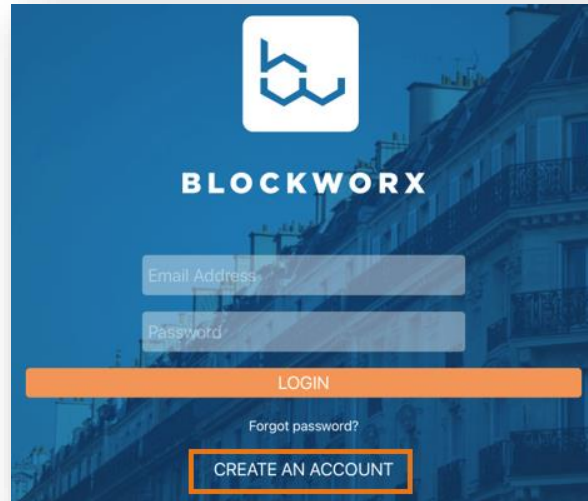 BLOCKWORX
Email Address
Password
LOGIN
Forgot password?
CREATE AN ACCOUNT